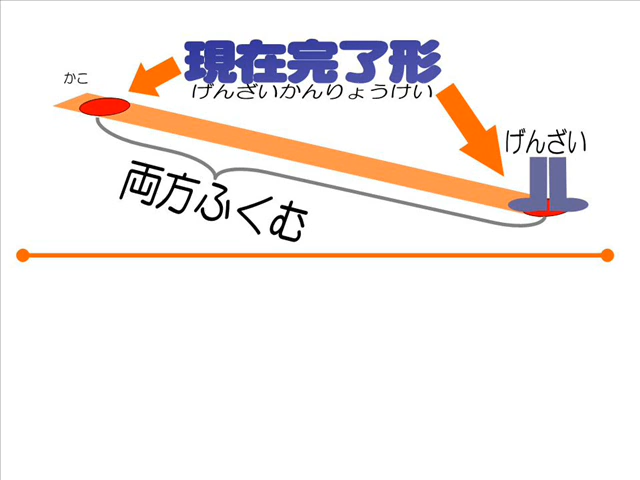 現在完了形
げんざいかんりょうけい
かこ
げんざい
両方ふくむ